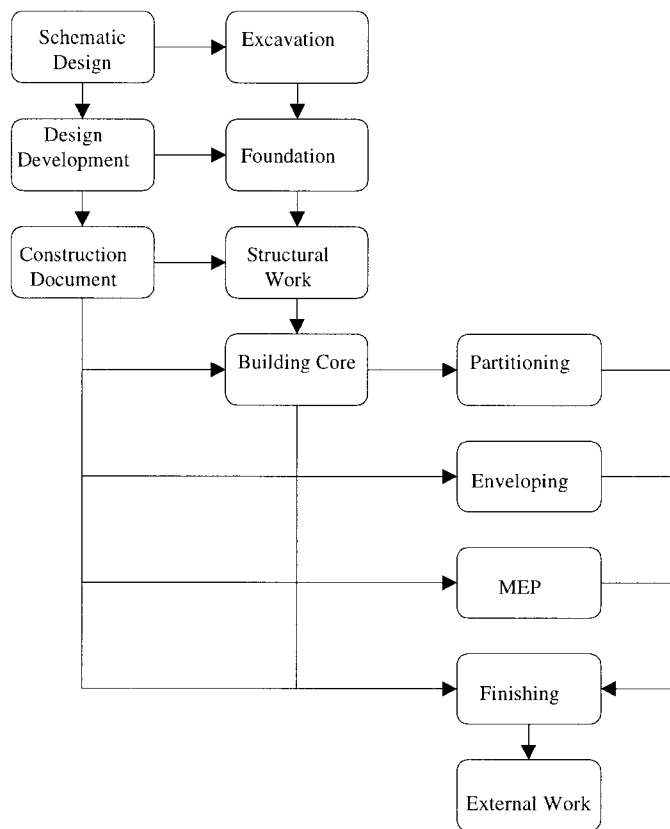 Schematic
Design
Excavation
Design
Development
Foundation
Construction
Document
Structural
Work
Building Core
Partitioning
Enveloping
MEP
Finishing
External Work